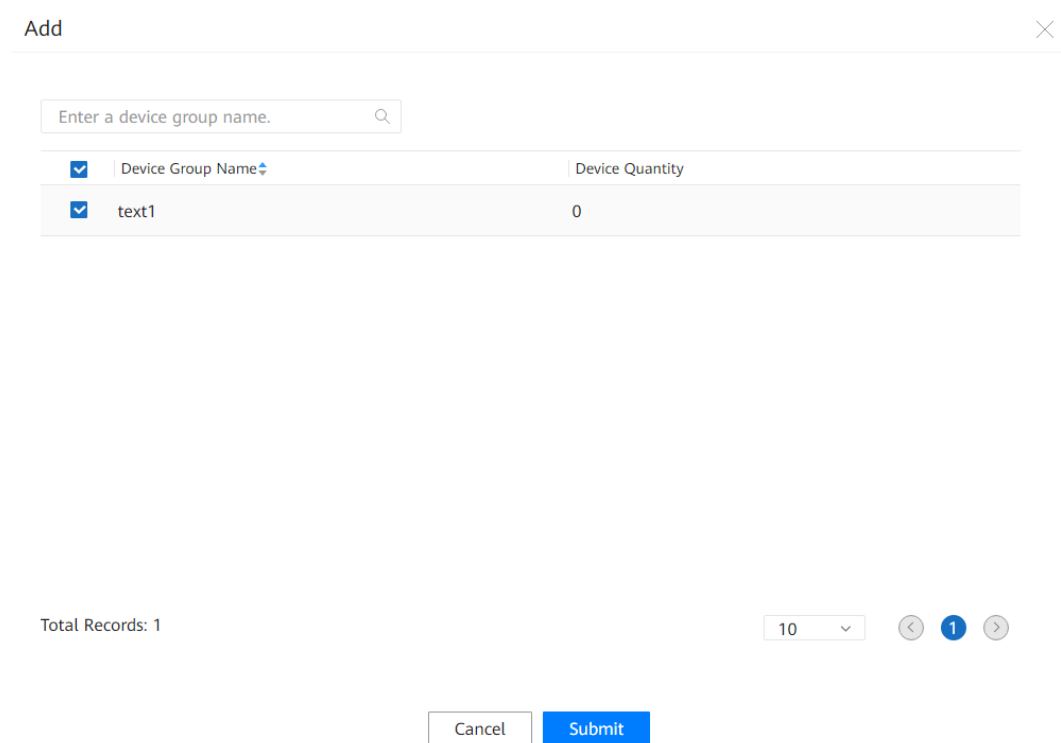 Add
Enter a device group name.
Device Group Name Device Quantity
text1 0
Total Records: 1 10 1
Cancel Submit